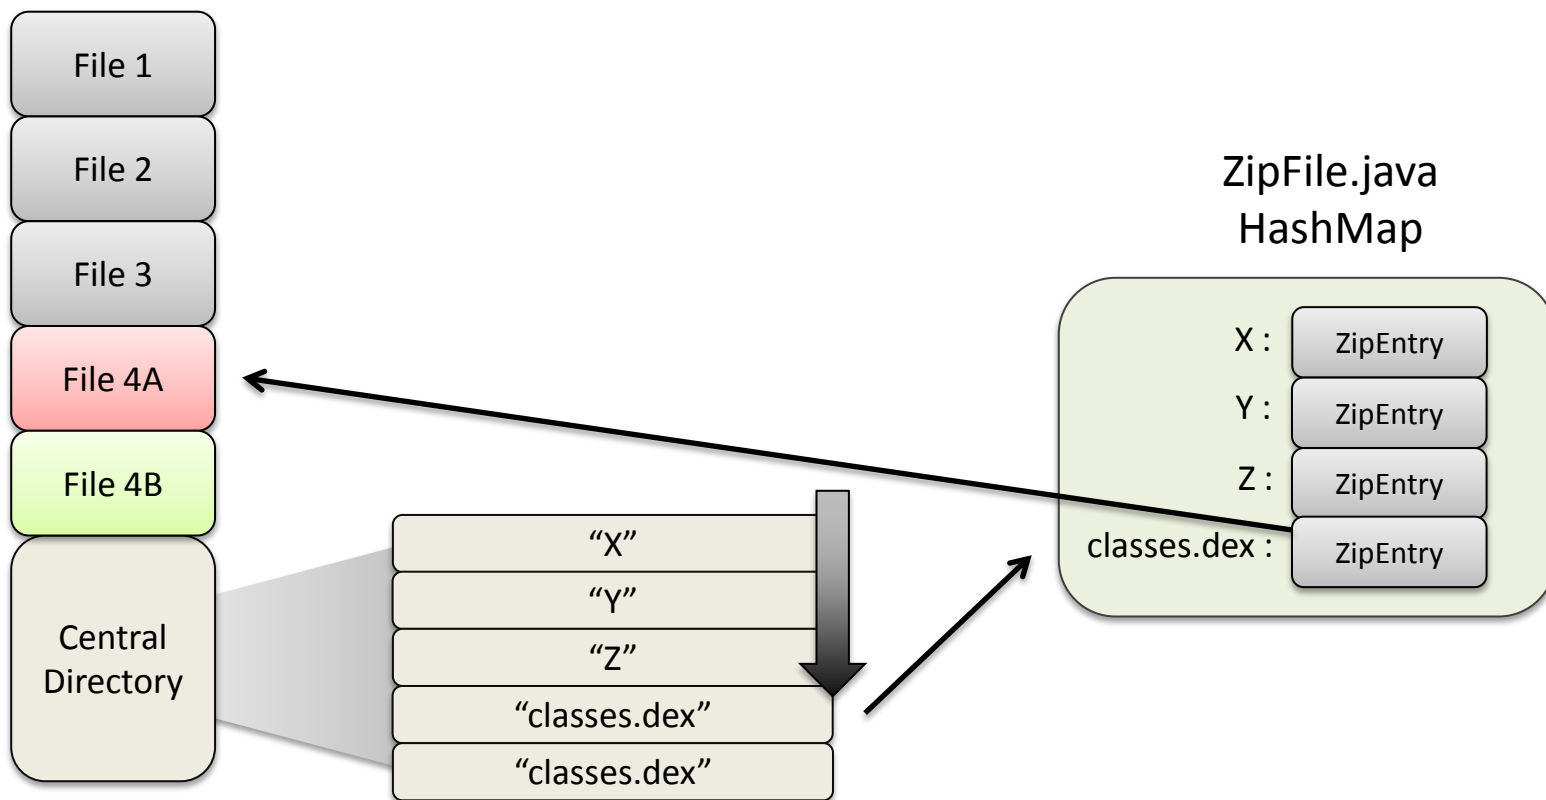 File 1
File 2
File 3
File 4A
File 4B
Central
Directory
“X”
“Y”
“Z”
“classes.dex”
“classes.dex”
ZipFile.java
HashMap
X : ZipEntry
Y : ZipEntry
Z : ZipEntry
classes.dex : ZipEntry